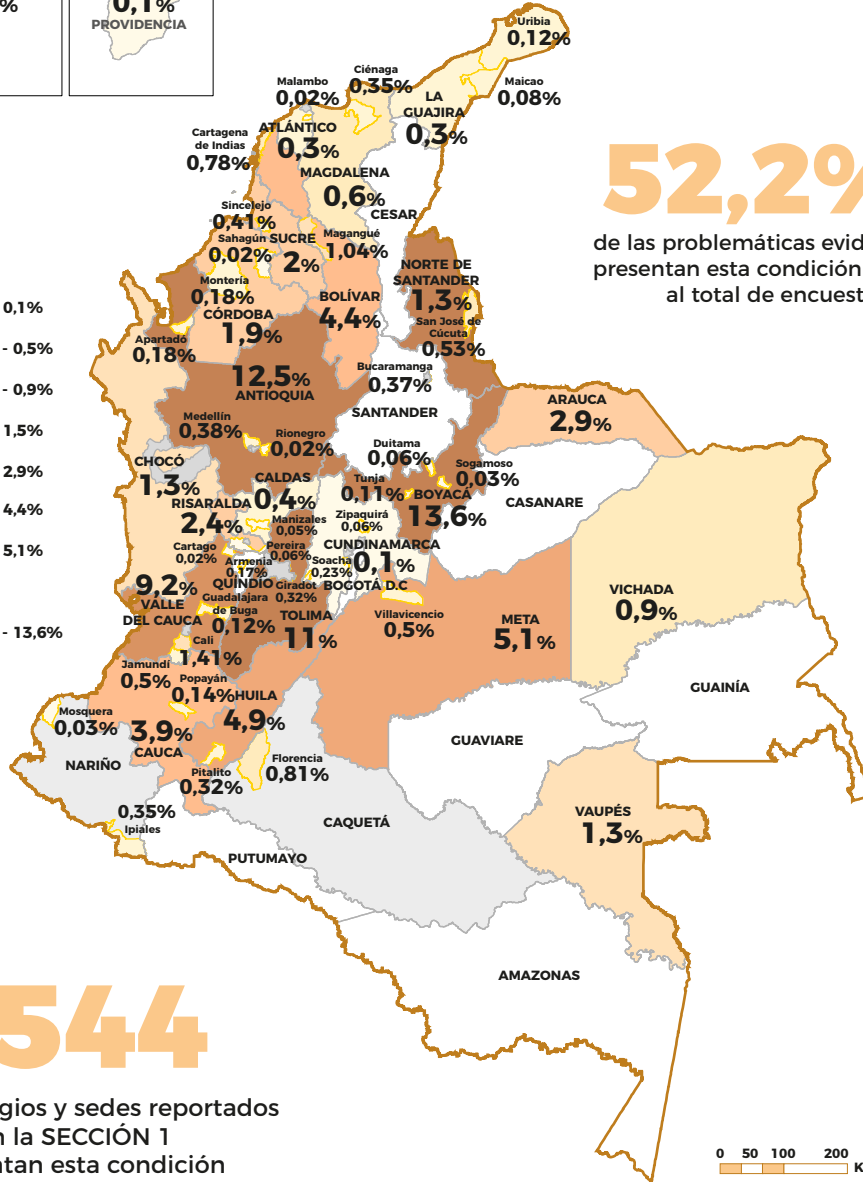 %
0,1%
PROVIDENCIA
Uribia
0,12%
Ciénaga
0,35%
Malambo
0,02%
Maicao
0,08%
LA
GUAJIRA
0,3%
ATLÁNTICO
0,3%
Cartagena
de Indias
0,78%
MAGDALENA
0,6%
CESAR
52,2%
de las problemáticas evid
presentan esta condición
al total de encuest
Sincelejo
0,41%
Sahagún
0,02%
SUCRE
2%
Magangué
1,04%
NORTE DE
SANTANDER
1,3%
Montería
0,18%
BOLÍVAR
4,4%
CÓRDOBA
1,9%
San José de
Cúcuta
0,53%
0,1%
- 0,5%
- 0,9%
1,5%
2,9%
4,4%
5,1%
- 13,6%
Apartadó
0,18%
12,5%
ANTIOQUIA
Bucaramanga
0,37%
SANTANDER
ARAUCA
2,9%
Medellín
0,38%
Rionegro
0,02%
Duitama
0,06%
Sogamoso
0,03%
CHOCÓ
1,3%
CALDAS
0,4%
Tunja
0,11%
BOYACÁ
13,6%
CASANARE
RISARALDA
2,4%
Manizales
0,05%
Zipaquirá
0,06%
CUNDINAMARCA
0,1%
Cartago
0,02%
Pereira
0,06%
Armenia
0,17%
Soacha
0,23%
BOGOTÁ D.C
QUINDÍO
Giradot
0,32%
9,2%
VALLE
DEL CAUCA
Guadalajara
de Buga
0,12%
TOLIMA
11%
Villavicencio
0,5%
META
5,1%
VICHADA
0,9%
Cali
1,41%
Jamundí
0,5%
Popayán
0,14%
HUILA
4,9%
GUAINÍA
Mosquera
0,03%
3,9%
CAUCA
GUAVIARE
NARIÑO
Florencia
0,81%
Pitalito
0,32%
0,35%
Ipiales
CAQUETÁ
VAUPÉS
1,3%
PUTUMAYO
AMAZONAS
544
gios y sedes reportados
n la SECCIÓN 1
ntan esta condición
0 50 100 200
K